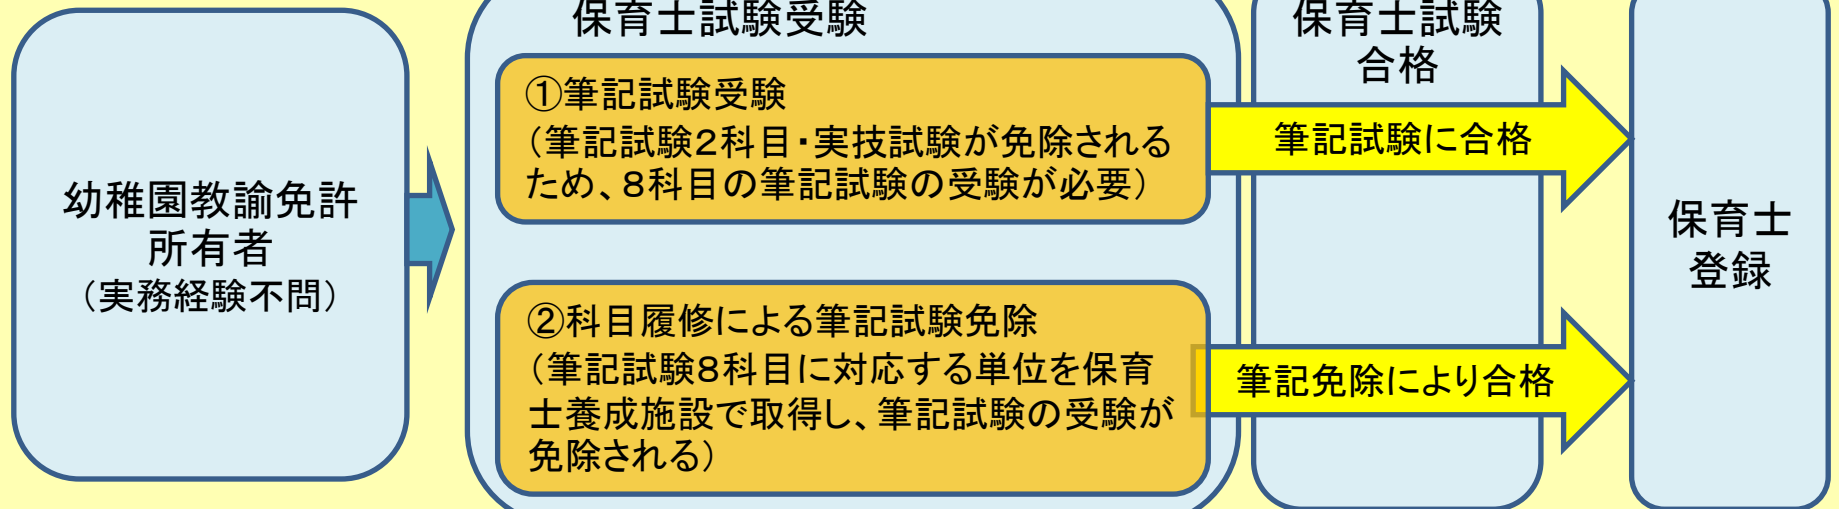 幼稚園教諭免許
所有者
（実務経験不問）
保育士試験受験
①筆記試験受験
（筆記試験２科目・実技試験が免除される
ため、８科目の筆記試験の受験が必要）
②科目履修による筆記試験免除
（筆記試験８科目に対応する単位を保育
士養成施設で取得し、筆記試験の受験が
免除される）
保育士試験
合格
筆記試験に合格
筆記免除により合格
保育士
登録